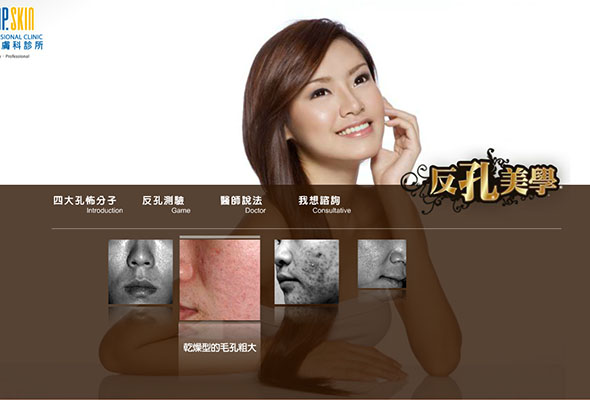 P.SKIN
SIONAL CLINIC
膚科診所
Professional
反孔美學
四大孔怖分子 反孔測驗 醫師說法 我想諮詢
Introduction Game Doctor Consultative
乾燥型的毛孔粗大